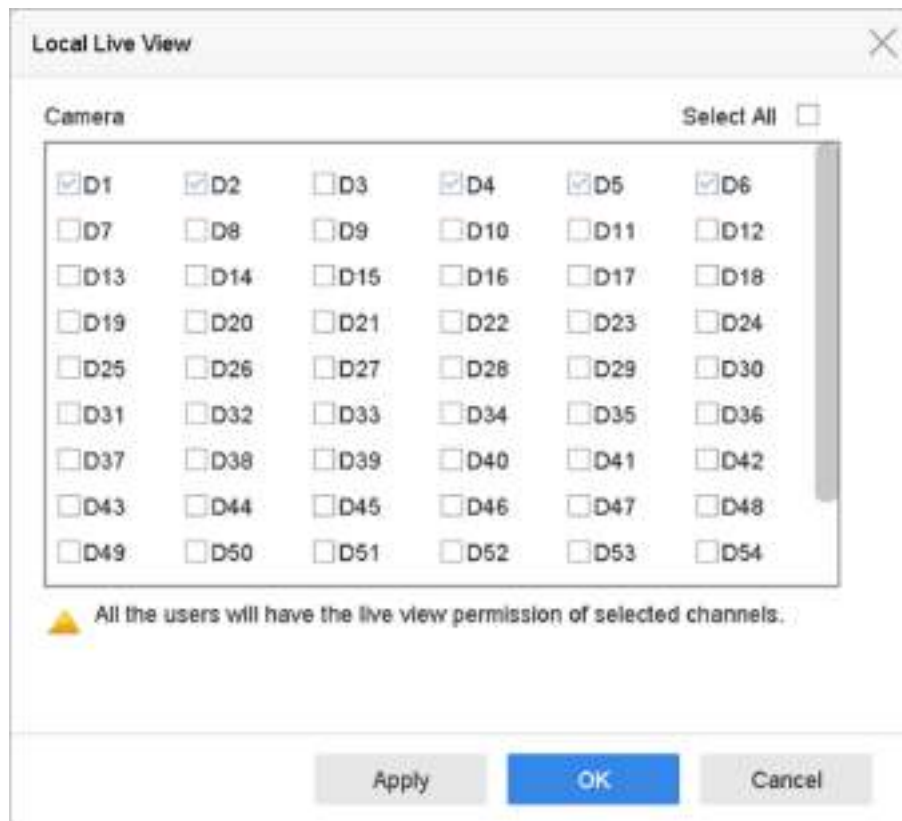 Local Live View
Camera Select All
D1 D2 D3 D4 D5 D6
D7 D8 D9 D10 D11 D12
D13 D14 D15 D16 D17 D18
D19 D20 D21 D22 D23 D24
D25 D26 D27 D28 D29 D30
D31 D32 D33 D34 D35 D36
D37 D38 D39 D40 D41 D42
D43 D44 D45 D46 D47 D48
D49 D50 D51 D52 D53 D54
All the users will have the live view permission of selected channels.
Apply OK Cancel